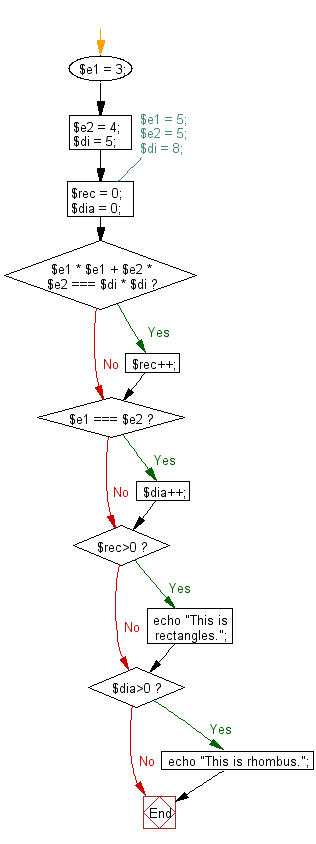 $e1 = 3;
$e2 = 4;
$di = 5;
$e1 = 5;
$e2 = 5;
$di = 8;
$rec = 0;
$dia = 0;
$e1 * $e1 + $e2 *
$e2 === $di * $di ?
Yes
No
$rec++;
$e1 === $e2 ?
Yes
No
$dia++;
$rec>0 ?
Yes
No
echo "This is
rectangles.";
$dia>0 ?
Yes
No
echo "This is rhombus.";
End